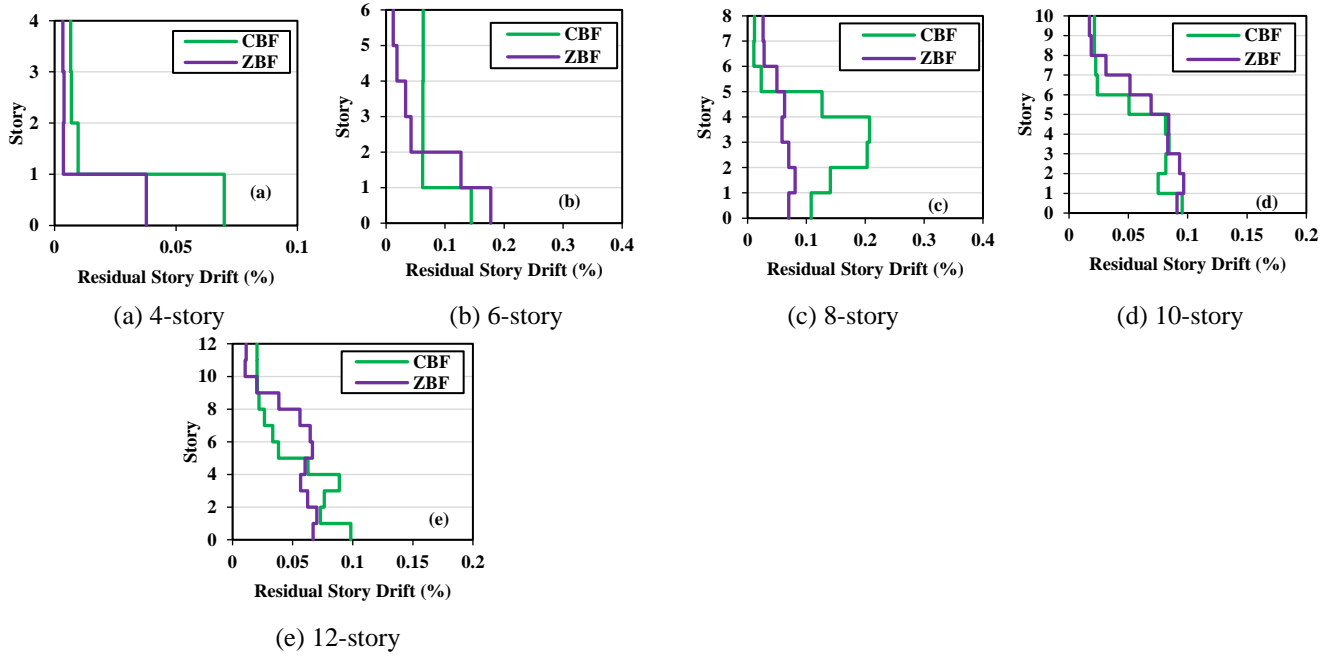 4
3
2
1
0
Story
CBF
ZBF
(a)
0 0.05 0.1
Residual Story Drift (%)
(a) 4-story
6
5
4
3
2
1
0
Story
CBF
ZBF
(b)
0 0.1 0.2 0.3 0.4
Residual Story Drift (%)
(b) 6-story
8
7
6
5
4
3
2
1
0
Story
CBF
ZBF
(c)
0 0.1 0.2 0.3 0.4
Residual Story Drift (%)
(c) 8-story
10
9
8
7
6
5
4
3
2
1
0
Story
CBF
ZBF
(d)
0 0.05 0.1 0.15 0.2
Residual Story Drift (%)
(d) 10-story
12
10
8
6
4
2
0
Story
CBF
ZBF
(e)
0 0.05 0.1 0.15 0.2
Residual Story Drift (%)
(e) 12-story